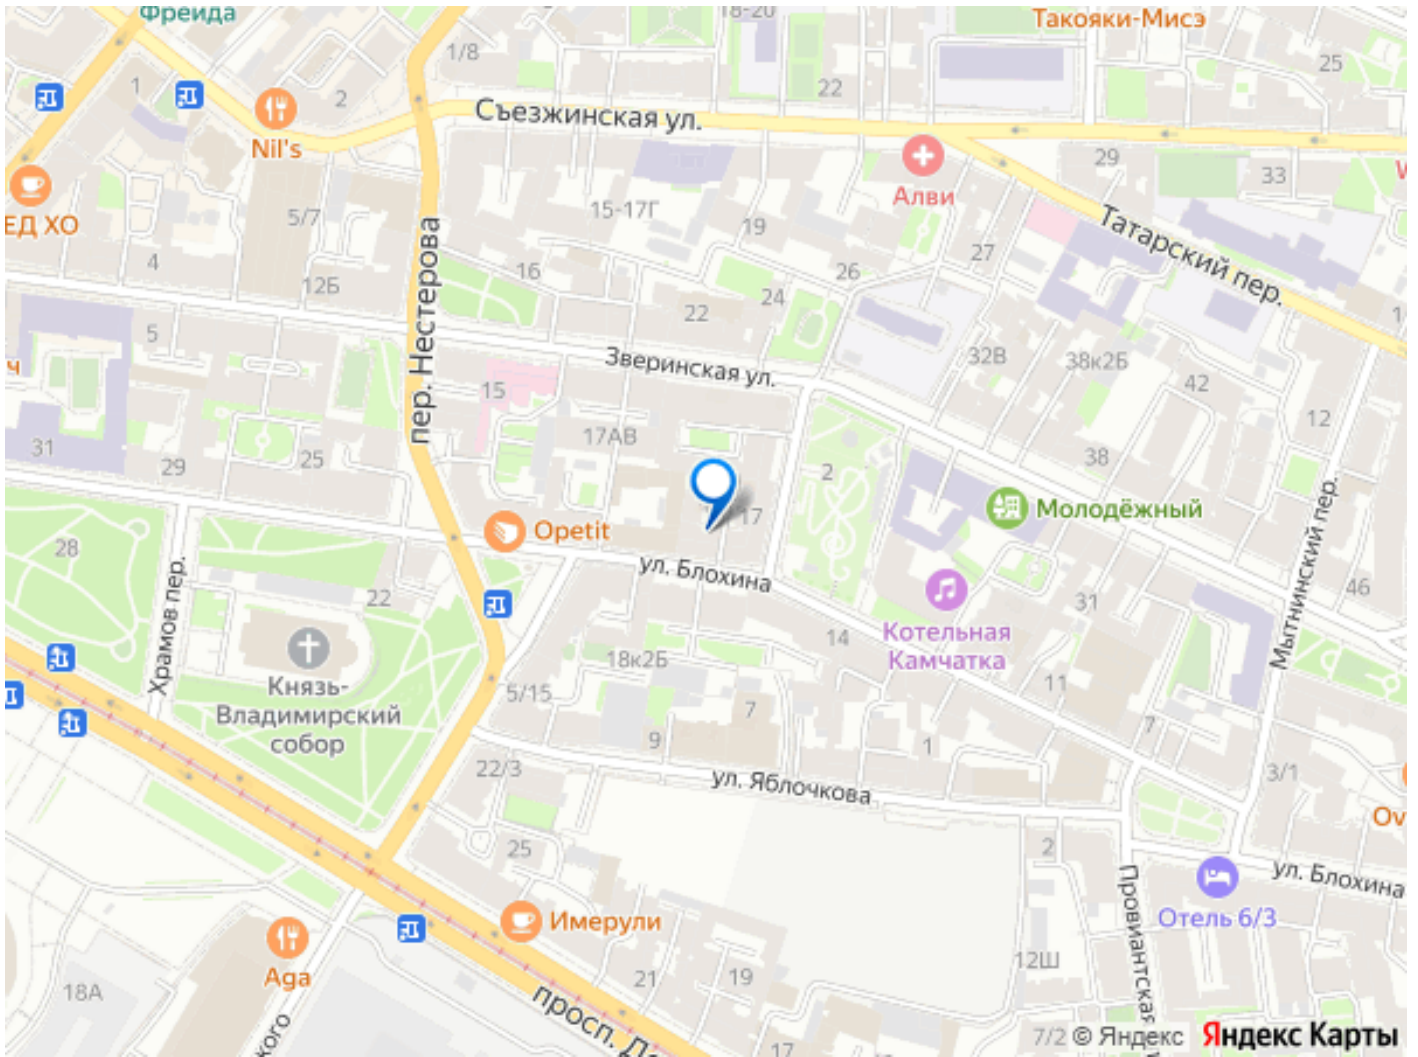 Фрейда
18-20
Такояки-Мисэ
1/8
25
1
2
22
Съезжинская ул.
Nil's
29
Алви
33
ЕД ХО
5/7
15-17Г
19
Татарский пер.
4
12Б
пер. Нестерова
16
26
27
24
22
5
Зверинская ул.
32В
38к2Б
42
15
12
31
29
25
17АВ
2
38
Молодёжный
17
Opetit
28
Храмов пер.
22
ул. Блохина
Мытнинский пер.
46
31
Котельная
Камчатка
14
18к2Б
Князь-
Владимирский
собор
5/15
11
7
7
9
1
22/3
ул. Яблочкова
3/1
Ov
25
2
ул. Блохина
Провиантская
Отель 6/3
Имерули
Aga
12Ш
18А
21
19
просп. До
кого
17
7/2
© Яндекс
Яндекс Карты